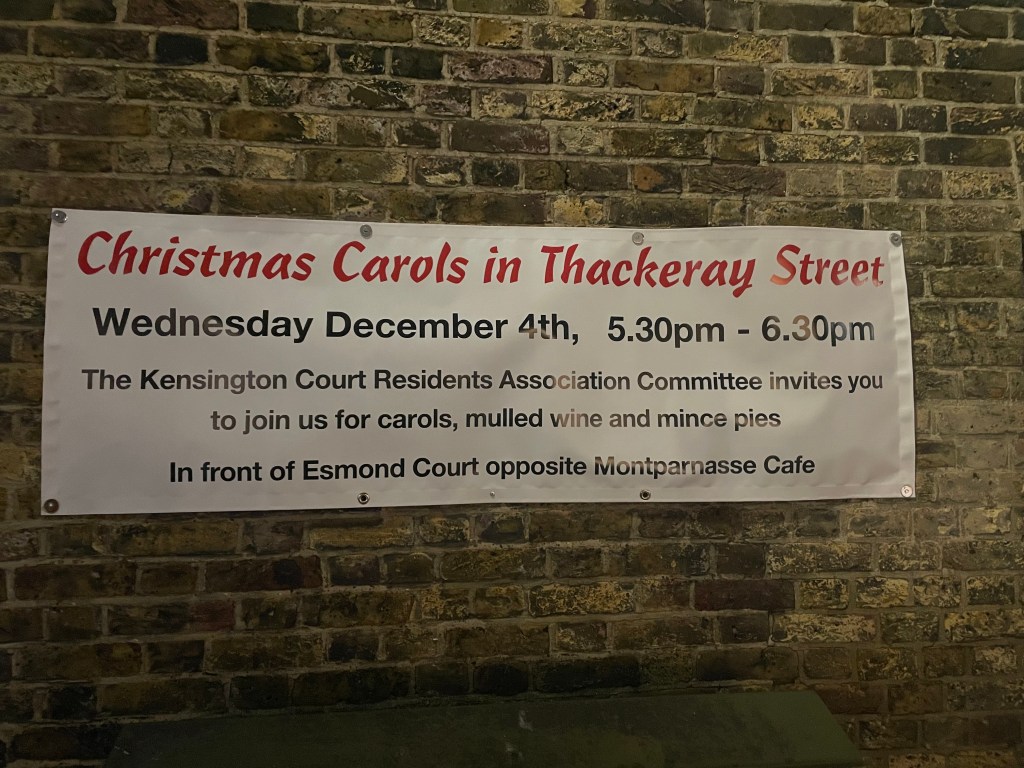 Christmas Carols in Thackeray Street
Wednesday December 4th, 5.30pm - 6.30pm
The Kensington Court Residents Association Committee invites you
to join us for carols, mulled wine and mince pies
In front of Esmond Court opposite Montparnasse Cafe